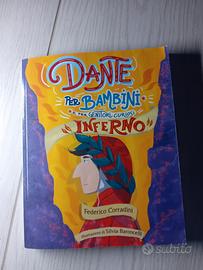 DANTE
PER BAMBINI
E PER GENITORI CURIOSI
INFERNO
Federico Corradini
Illustrazioni di Silvia Baroncelli
subito